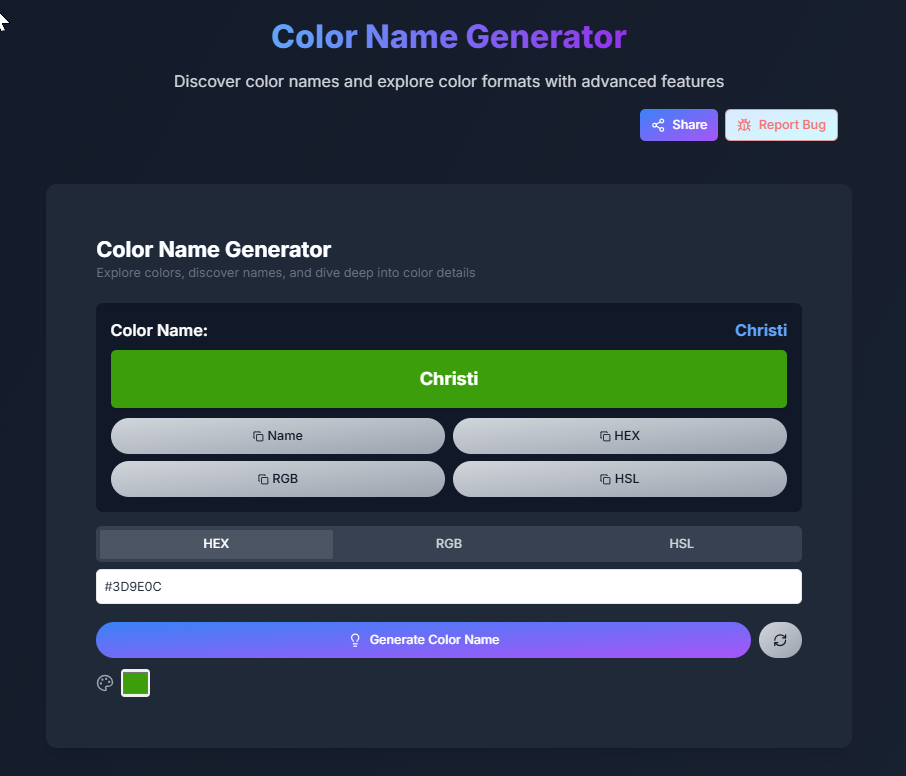 Color Name Generator
Discover color names and explore color formats with advanced features
Share
Report Bug
Color Name Generator
Explore colors, discover names, and dive deep into color details
Color Name:
Christi
Christi
Name
HEX
RGB
HSL
HEX
RGB
HSL
#3D9E0C
Generate Color Name